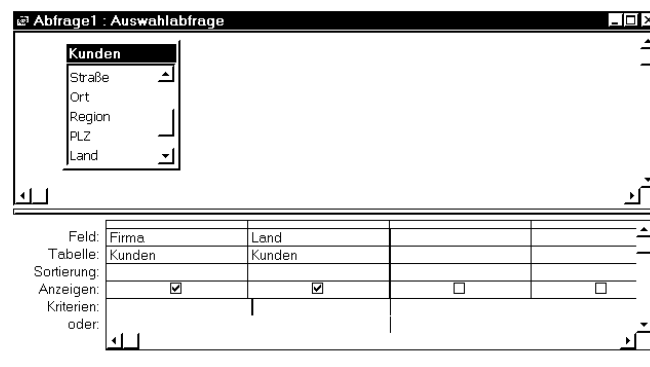 Abfrage1 : Auswahlabfrage
Kunden
Straße
Ort
Region
PLZ
Land
Feld: Firma Land
Tabelle: Kunden Kunden
Sortierung:
Anzeigen:
Kriterien:
oder: